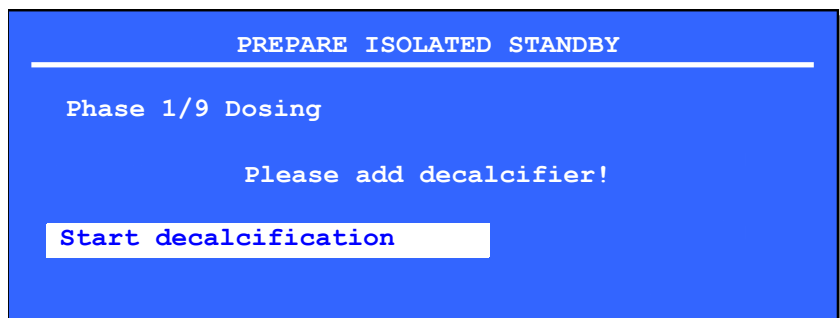 PREPARE ISOLATED STANDBY
Phase 1/9 Dosing
Please add decalcifier!
Start decalcification